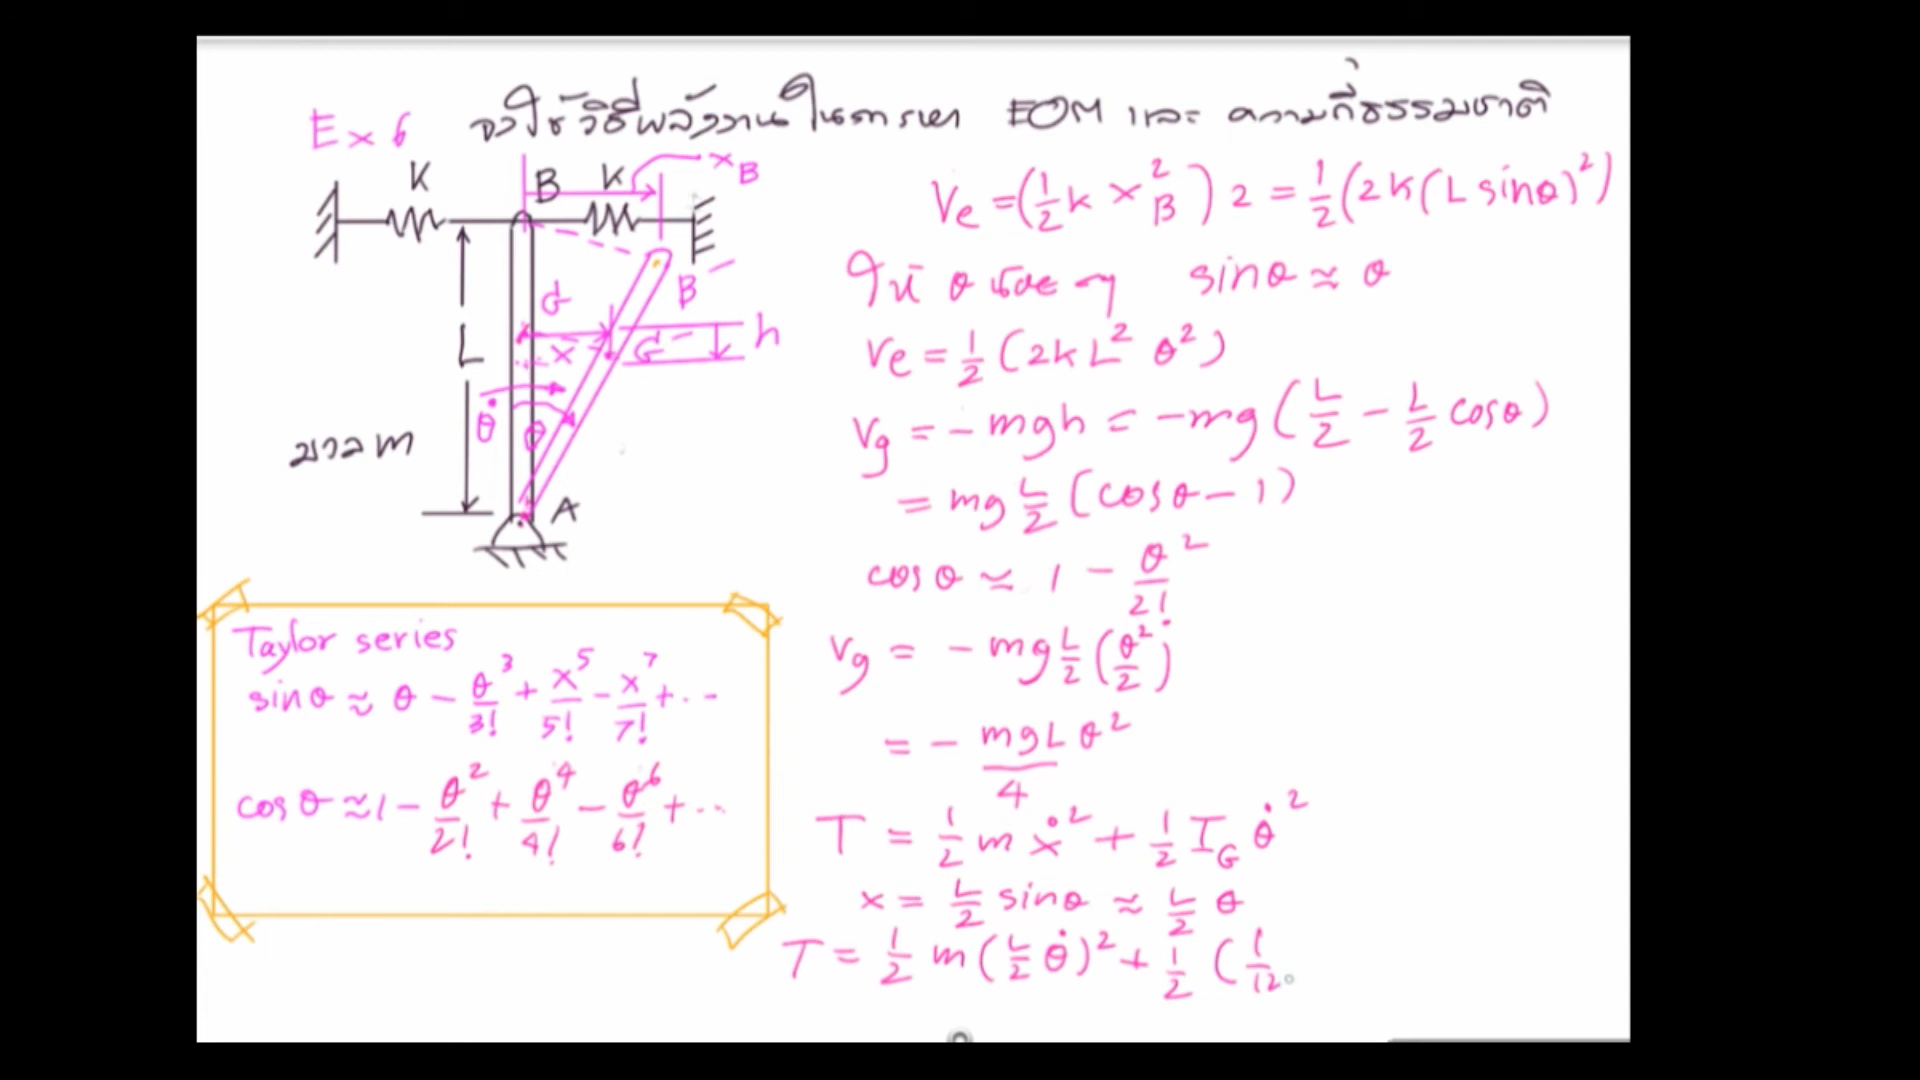 Ex 6 จงใช้วิธีพลังงานในการหา EOM และ ความถี่ธรรมชาติ
K B K x_B
B'
G
L x G' h
θ̇ θ
มวล m
A
Taylor series
sinθ ≈ θ - θ³/3! + x⁵/5! - x⁷/7! + ...
cosθ ≈ 1 - θ²/2! + θ⁴/4! - θ⁶/6! + ...
Ve = (1/2 k x_B²) 2 = 1/2 (2K(L sinθ)²)
ให้ θ น้อย ๆ sinθ ≈ θ
Ve = 1/2 (2KL² θ²)
Vg = -mgh = -mg (L/2 - L/2 cosθ)
= mg L/2 (cosθ - 1)
cosθ ≈ 1 - θ²/2!
Vg = -mg L/2 (θ²/2)
= - mgL/4 θ²
T = 1/2 m ẋ² + 1/2 I_G θ̇²
x = L/2 sinθ ≈ L/2 θ
T = 1/2 m (L/2 θ̇)² + 1/2 (1/12